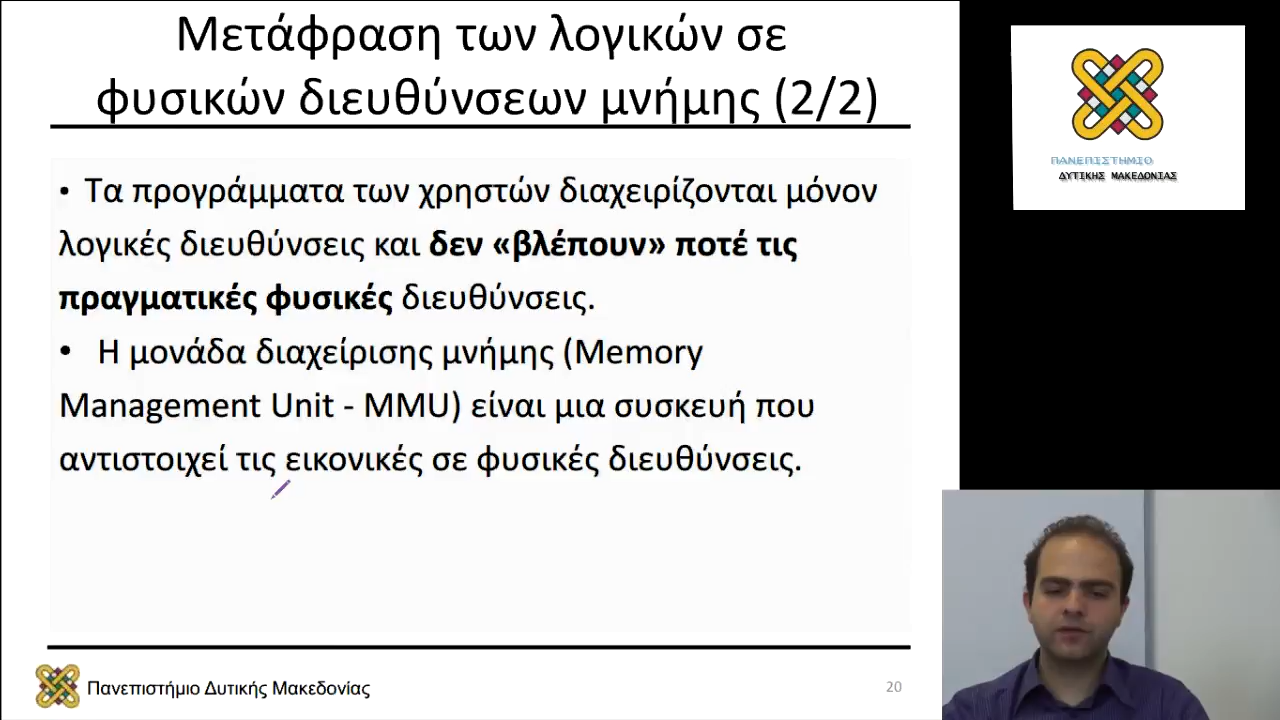 Μετάφραση των λογικών σε
φυσικών διευθύνσεων μνήμης (2/2)
• Τα προγράμματα των χρηστών διαχειρίζονται μόνον
λογικές διευθύνσεις και δεν «βλέπουν» ποτέ τις
πραγματικές φυσικές διευθύνσεις.
• Η μονάδα διαχείρισης μνήμης (Memory
Management Unit - MMU) είναι μια συσκευή που
αντιστοιχεί τις εικονικές σε φυσικές διευθύνσεις.
Πανεπιστήμιο Δυτικής Μακεδονίας
20
ΠΑΝΕΠΙΣΤΗΜΙΟ
ΔΥΤΙΚΗΣ ΜΑΚΕΔΟΝΙΑΣ